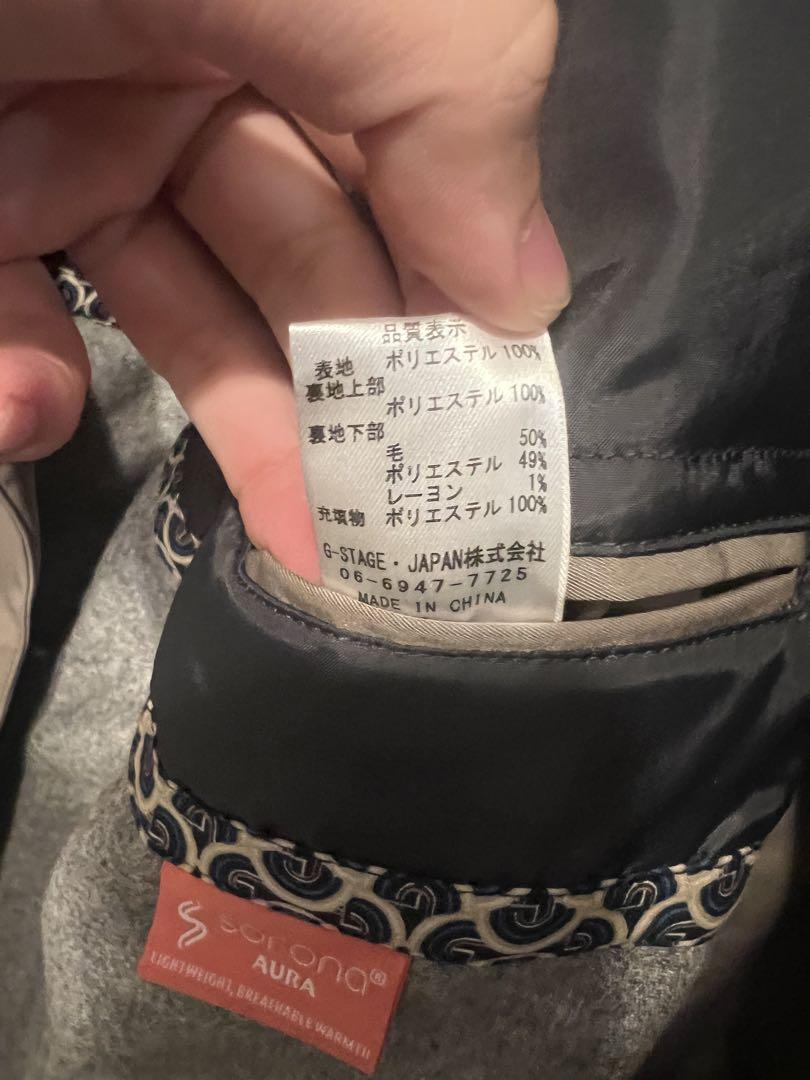 品質表示
表地 ポリエステル 100%
裏地上部
ポリエステル 100%
裏地下部
毛 50%
ポリエステル 49%
レーヨン 1%
充填物 ポリエステル 100%
G-STAGE・JAPAN株式会社
06-6947-7725
MADE IN CHINA
sorona®
AURA
LIGHTWEIGHT, BREATHABLE WARMTH